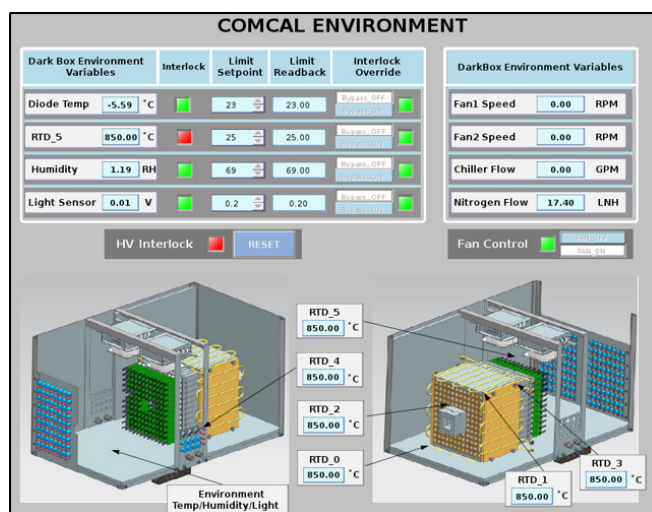 COMCAL ENVIRONMENT
Dark Box Environment Variables Interlock Limit Setpoint Limit Readback Interlock Override
Diode Temp -5.59 °C 23 23.00 Bypass_OFF Bypass_ON
RTD_5 850.00 °C 25 25.00 Bypass_OFF Bypass_ON
Humidity 1.19 RH 69 69.00 Bypass_OFF Bypass_ON
Light Sensor 0.01 V 0.2 0.20 Bypass_OFF Bypass_ON
HV Interlock RESET
DarkBox Environment Variables
Fan1 Speed 0.00 RPM
Fan2 Speed 0.00 RPM
Chiller Flow 0.00 GPM
Nitrogen Flow 17.40 LNH
Fan Control FAN_OFF
FAN_ON
RTD_5
850.00 °C
RTD_4
850.00 °C
RTD_2
850.00 °C
RTD_0
850.00 °C
RTD_1
850.00 °C
RTD_3
850.00 °C
Environment
Temp/Humidity/Light